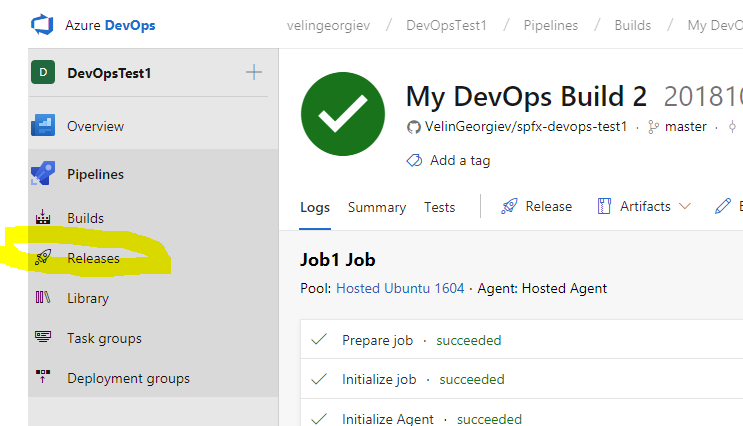 Azure DevOps
velingeorgiev / DevOpsTest1 / Pipelines / Builds / My DevO
D DevOpsTest1
Overview
Pipelines
Builds
Releases
Library
Task groups
Deployment groups
My DevOps Build 2 201810
VelinGeorgiev/spfx-devops-test1 · master ·
Add a tag
Logs Summary Tests Release Artifacts E
Job1 Job
Pool: Hosted Ubuntu 1604 · Agent: Hosted Agent
Prepare job · succeeded
Initialize job · succeeded
Initialize Agent · succeeded